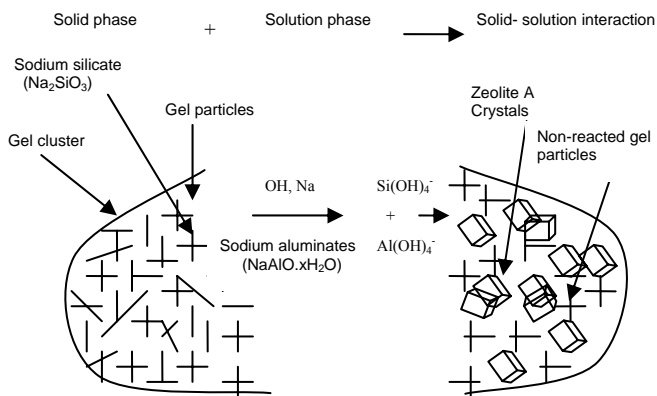 Solid phase + Solution phase Solid- solution interaction
Sodium silicate
(Na₂SiO₃)
Gel particles
Gel cluster
Zeolite A
Crystals
Non-reacted gel
particles
OH, Na
Sodium aluminates
(NaAlO.xH₂O)
Si(OH)₄⁻
+
Al(OH)₄⁻